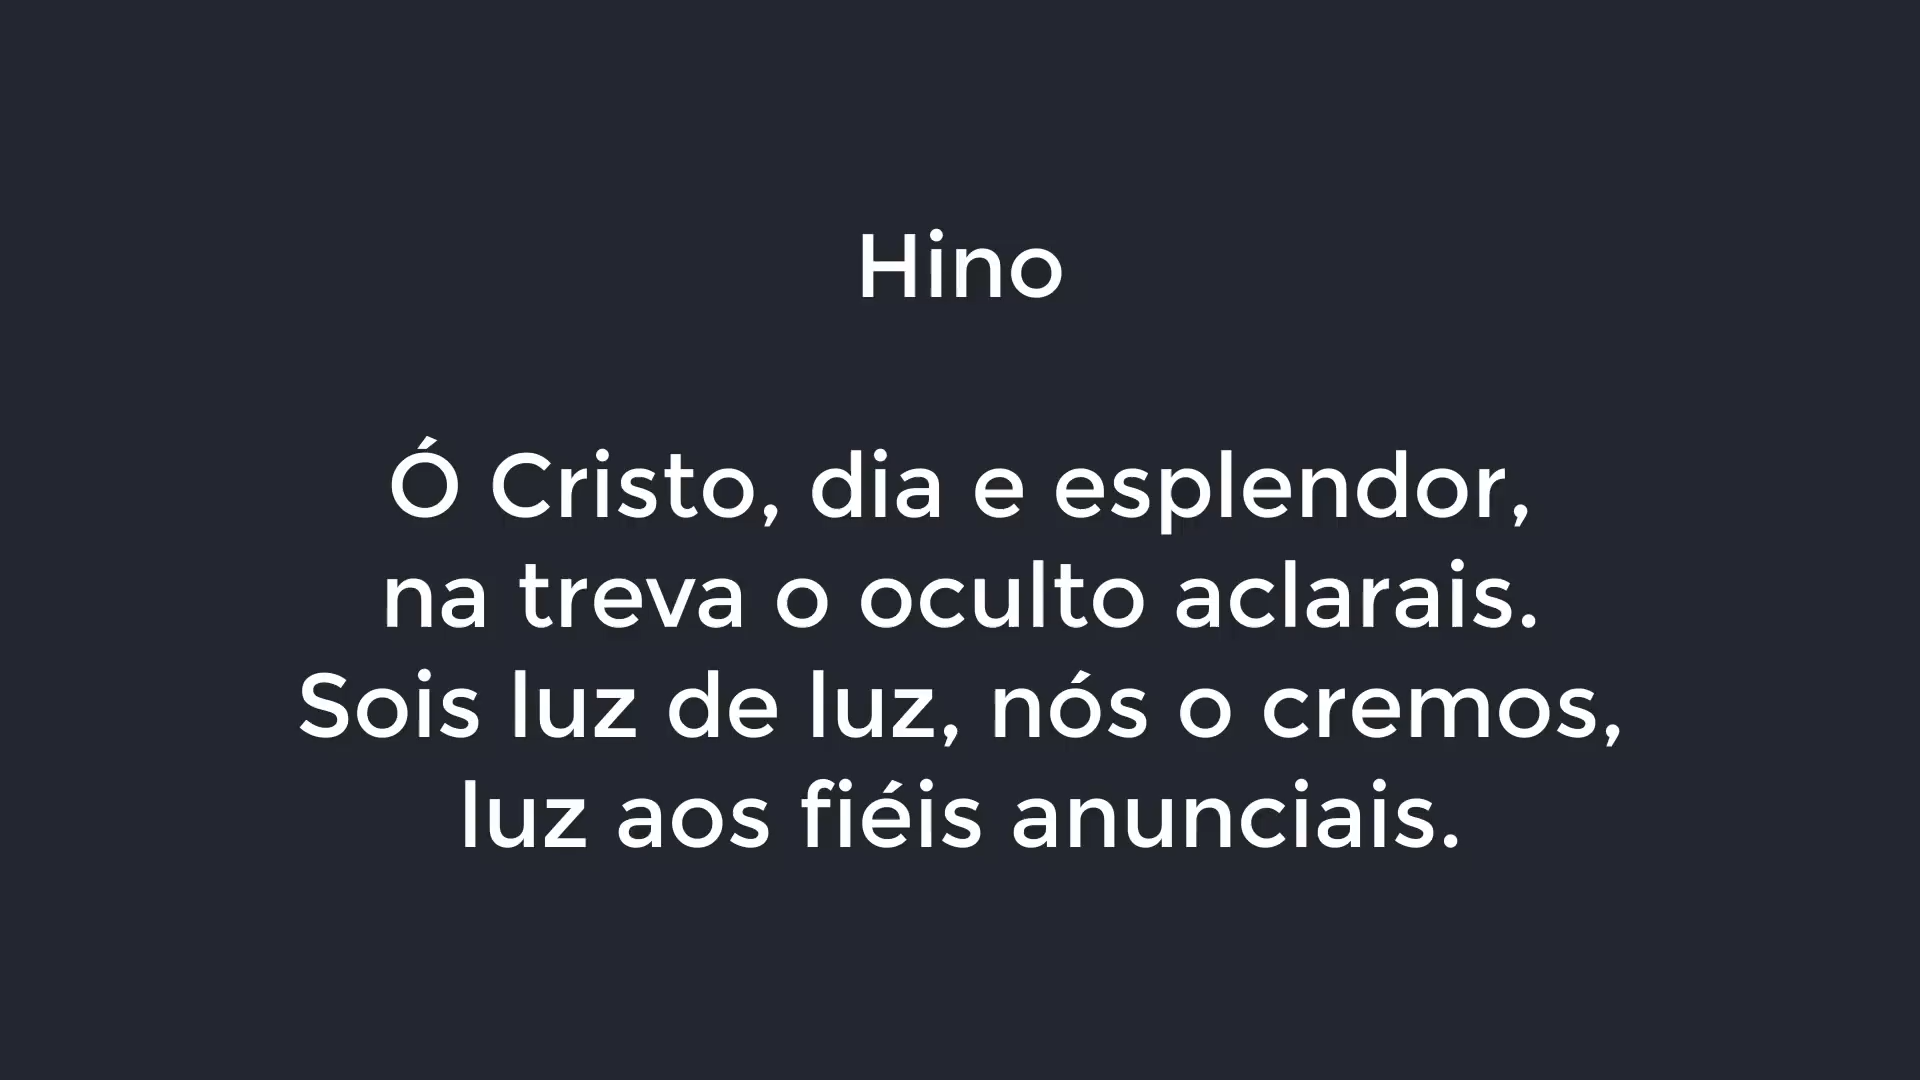 Hino
Ó Cristo, dia e esplendor,
na treva o oculto aclarais.
Sois luz de luz, nós o cremos,
luz aos fiéis anunciais.